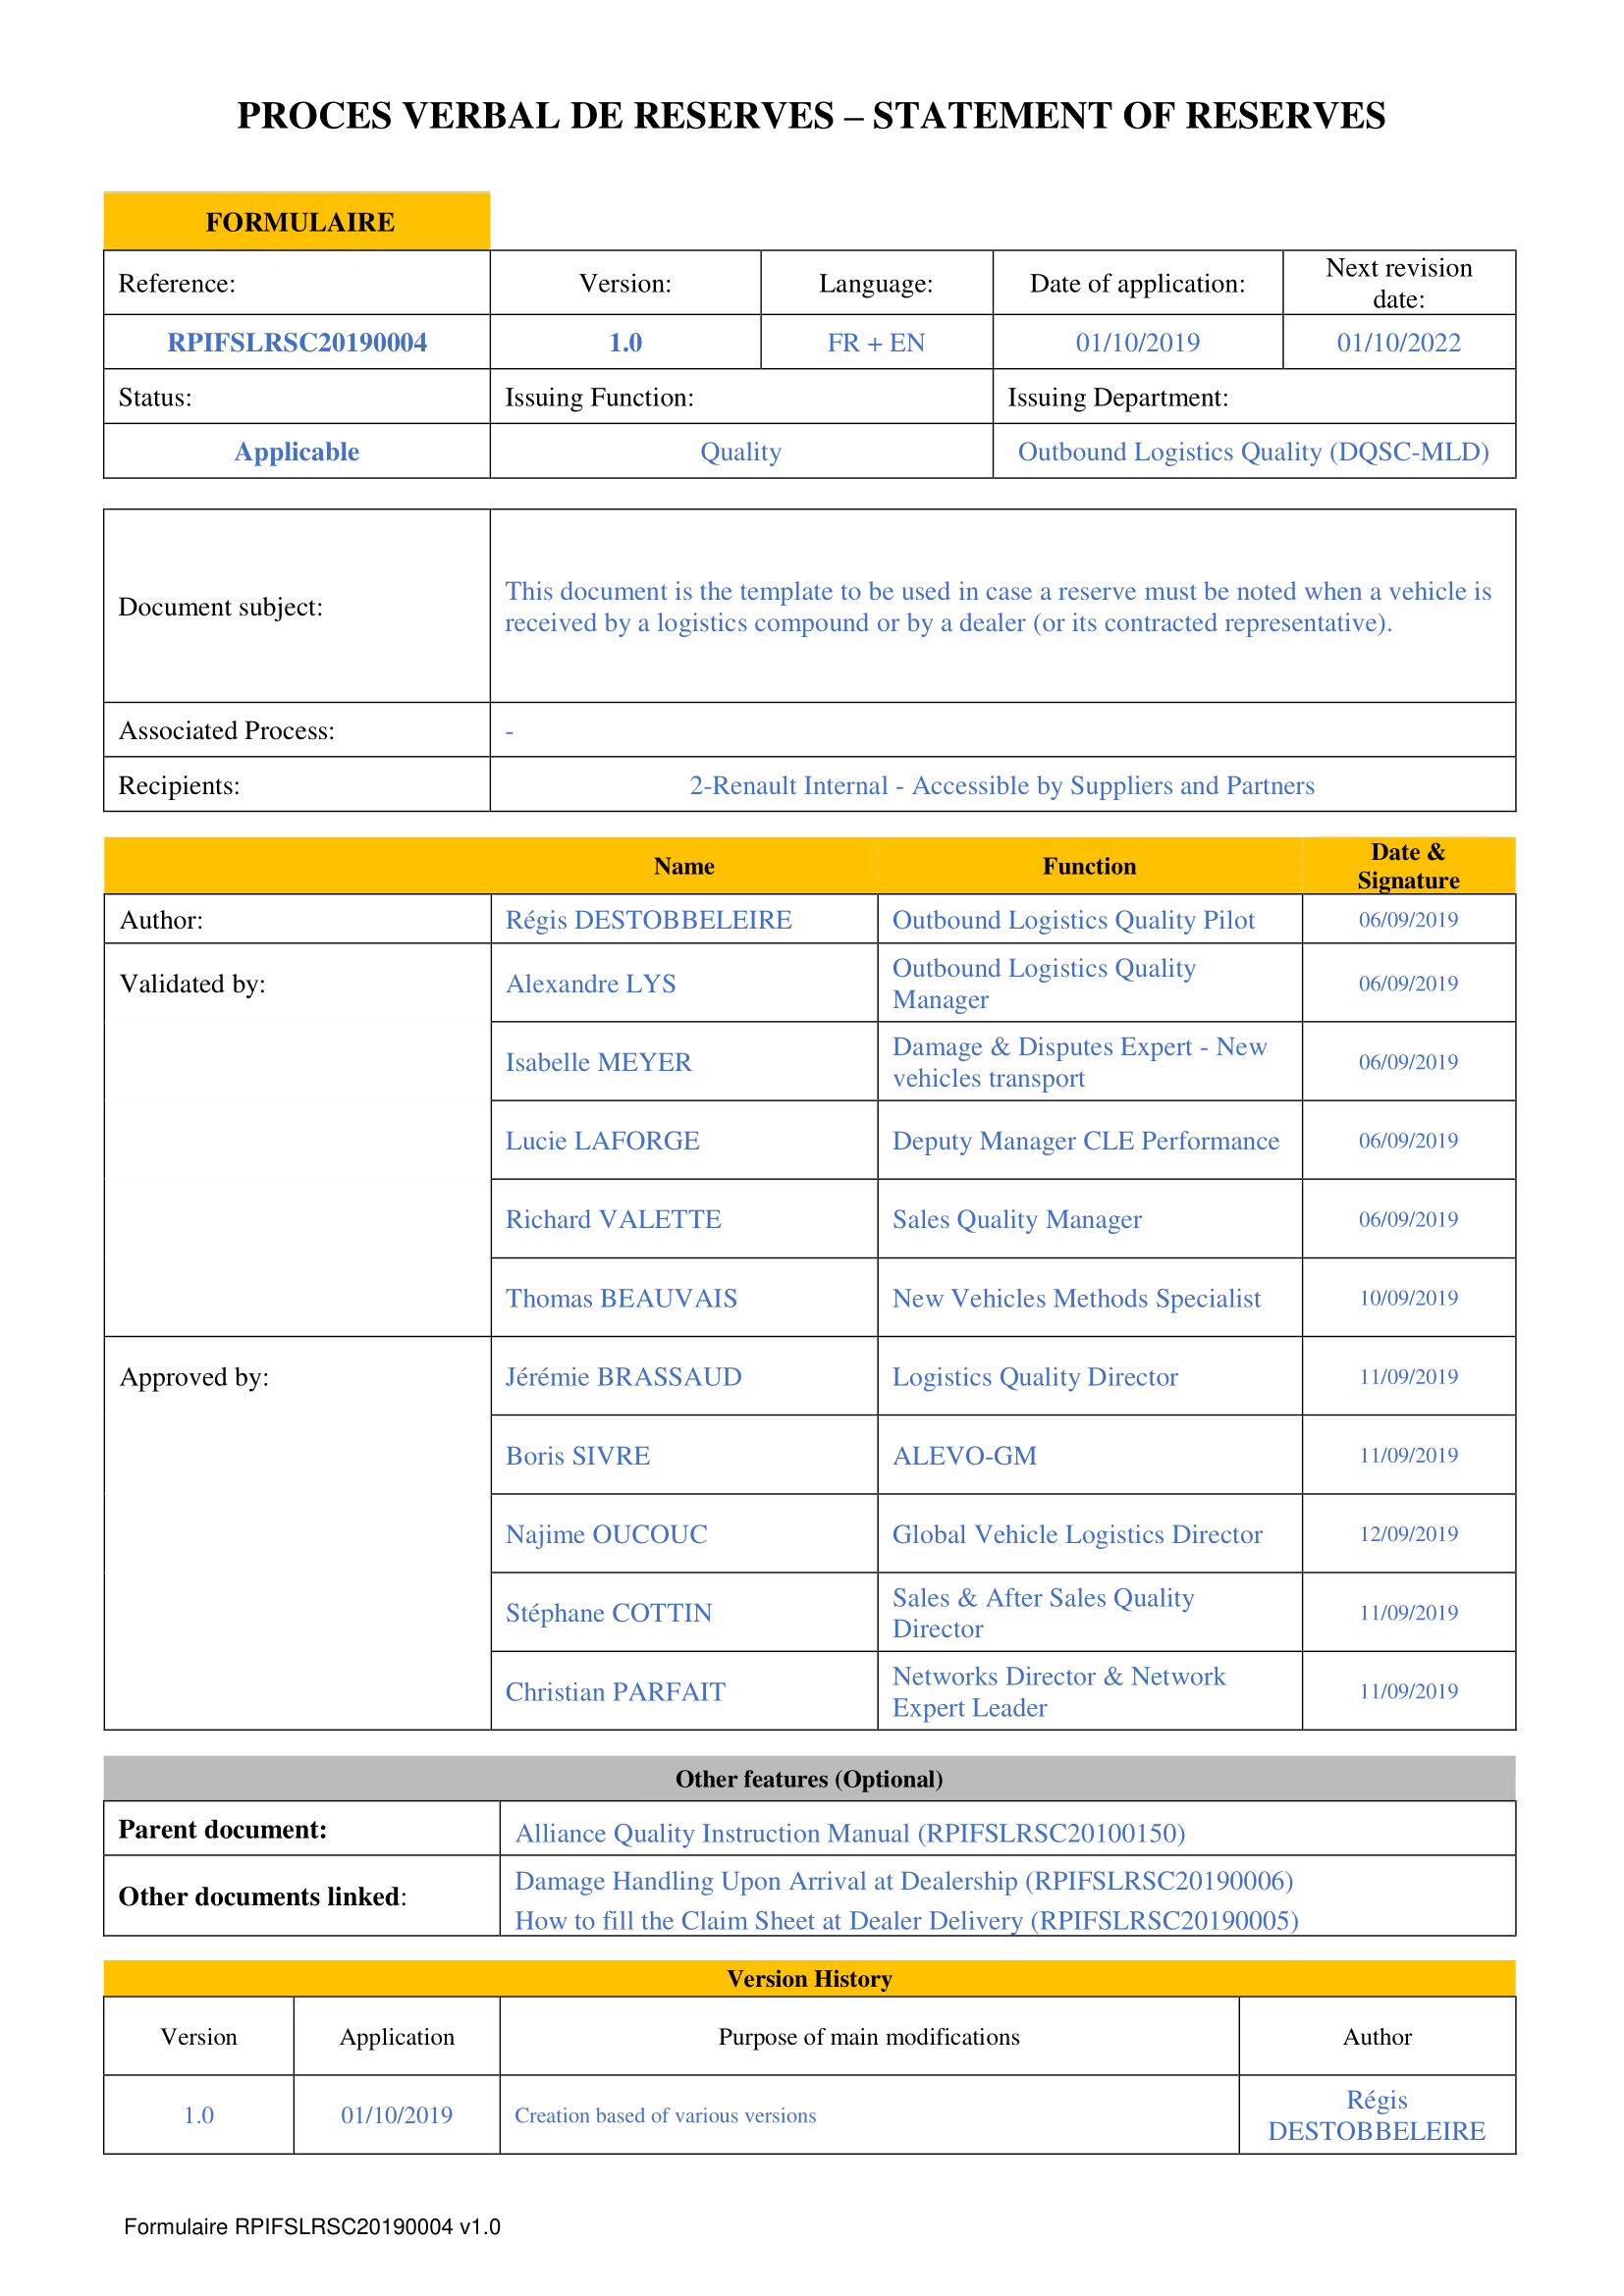 PROCES VERBAL DE RESERVES – STATEMENT OF RESERVES
FORMULAIRE
Reference:
Version:
Language:
Date of application:
Next revision
date:
RPIFSLRSC20190004
1.0
FR + EN
01/10/2019
01/10/2022
Status:
Issuing Function:
Issuing Department:
Applicable
Quality
Outbound Logistics Quality (DQSC-MLD)
Document subject:
This document is the template to be used in case a reserve must be noted when a vehicle is
received by a logistics compound or by a dealer (or its contracted representative).
Associated Process:
-
Recipients:
2-Renault Internal - Accessible by Suppliers and Partners
Name
Function
Date &
Signature
Author:
Régis DESTOBBELEIRE
Outbound Logistics Quality Pilot
06/09/2019
Validated by:
Alexandre LYS
Outbound Logistics Quality
Manager
06/09/2019
Isabelle MEYER
Damage & Disputes Expert - New
vehicles transport
06/09/2019
Lucie LAFORGE
Deputy Manager CLE Performance
06/09/2019
Richard VALETTE
Sales Quality Manager
06/09/2019
Thomas BEAUVAIS
New Vehicles Methods Specialist
10/09/2019
Approved by:
Jérémie BRASSAUD
Logistics Quality Director
11/09/2019
Boris SIVRE
ALEVO-GM
11/09/2019
Najime OUCOUC
Global Vehicle Logistics Director
12/09/2019
Stéphane COTTIN
Sales & After Sales Quality
Director
11/09/2019
Christian PARFAIT
Networks Director & Network
Expert Leader
11/09/2019
Other features (Optional)
Parent document:
Alliance Quality Instruction Manual (RPIFSLRSC20100150)
Other documents linked:
Damage Handling Upon Arrival at Dealership (RPIFSLRSC20190006)
How to fill the Claim Sheet at Dealer Delivery (RPIFSLRSC20190005)
Version History
Version
Application
Purpose of main modifications
Author
1.0
01/10/2019
Creation based of various versions
Régis
DESTOBBELEIRE
Formulaire RPIFSLRSC20190004 v1.0